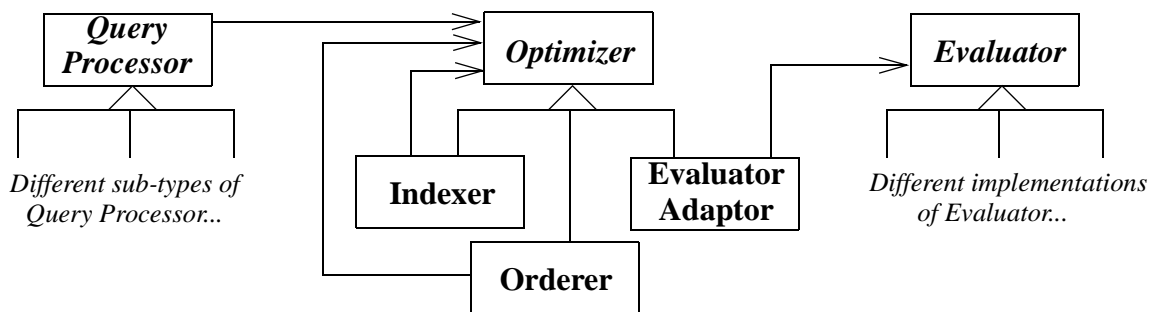 Query
Processor
Optimizer
Evaluator
Different sub-types of
Query Processor...
Indexer
Evaluator
Adaptor
Different implementations
of Evaluator...
Orderer